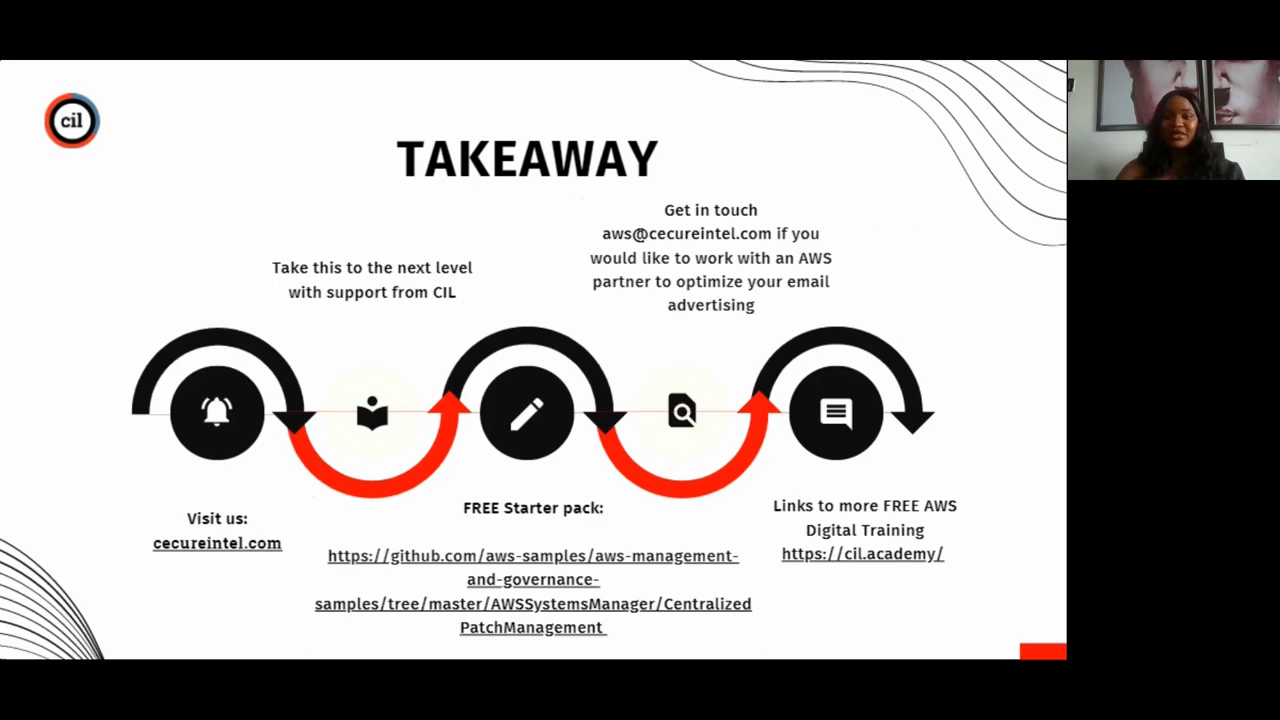 cil
TAKEAWAY
Take this to the next level
with support from CIL
Get in touch
aws@cecureintel.com if you
would like to work with an AWS
partner to optimize your email
advertising
Visit us:
cecureintel.com
FREE Starter pack:
https://github.com/aws-samples/aws-management-
and-governance-
samples/tree/master/AWSSystemsManager/Centralized
PatchManagement
Links to more FREE AWS
Digital Training
https://cil.academy/